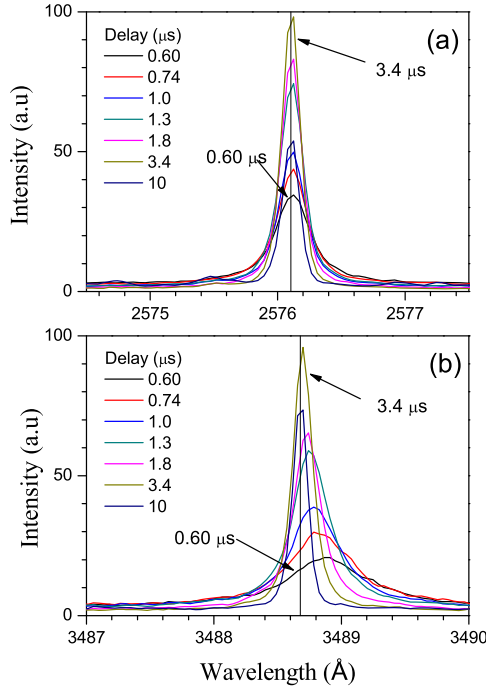 100
(a)
Delay (μs)
0.60
0.74
1.0
1.3
1.8
3.4
10
3.4 μs
0.60 μs
50
0
Intensity (a.u)
2575
2576
2577
100
(b)
Delay (μs)
0.60
0.74
1.0
1.3
1.8
3.4
10
3.4 μs
0.60 μs
50
0
Intensity (a.u)
3487
3488
3489
3490
Wavelength (Å)